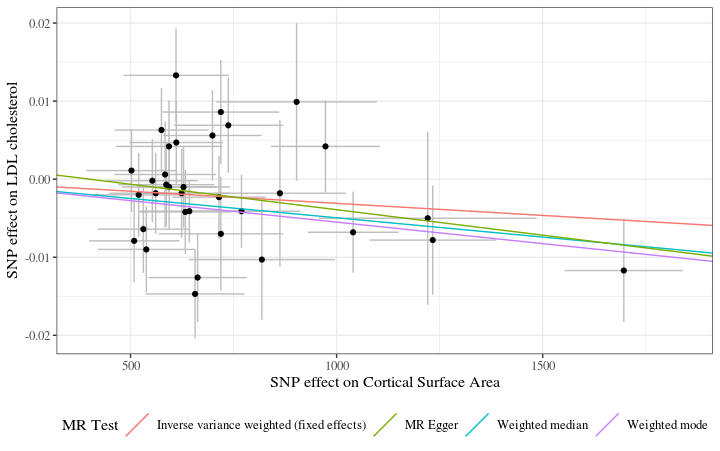 0.02
0.01
0.00
-0.01
-0.02
SNP effect on LDL cholesterol
500
1000
1500
SNP effect on Cortical Surface Area
MR Test
Inverse variance weighted (fixed effects)
MR Egger
Weighted median
Weighted mode